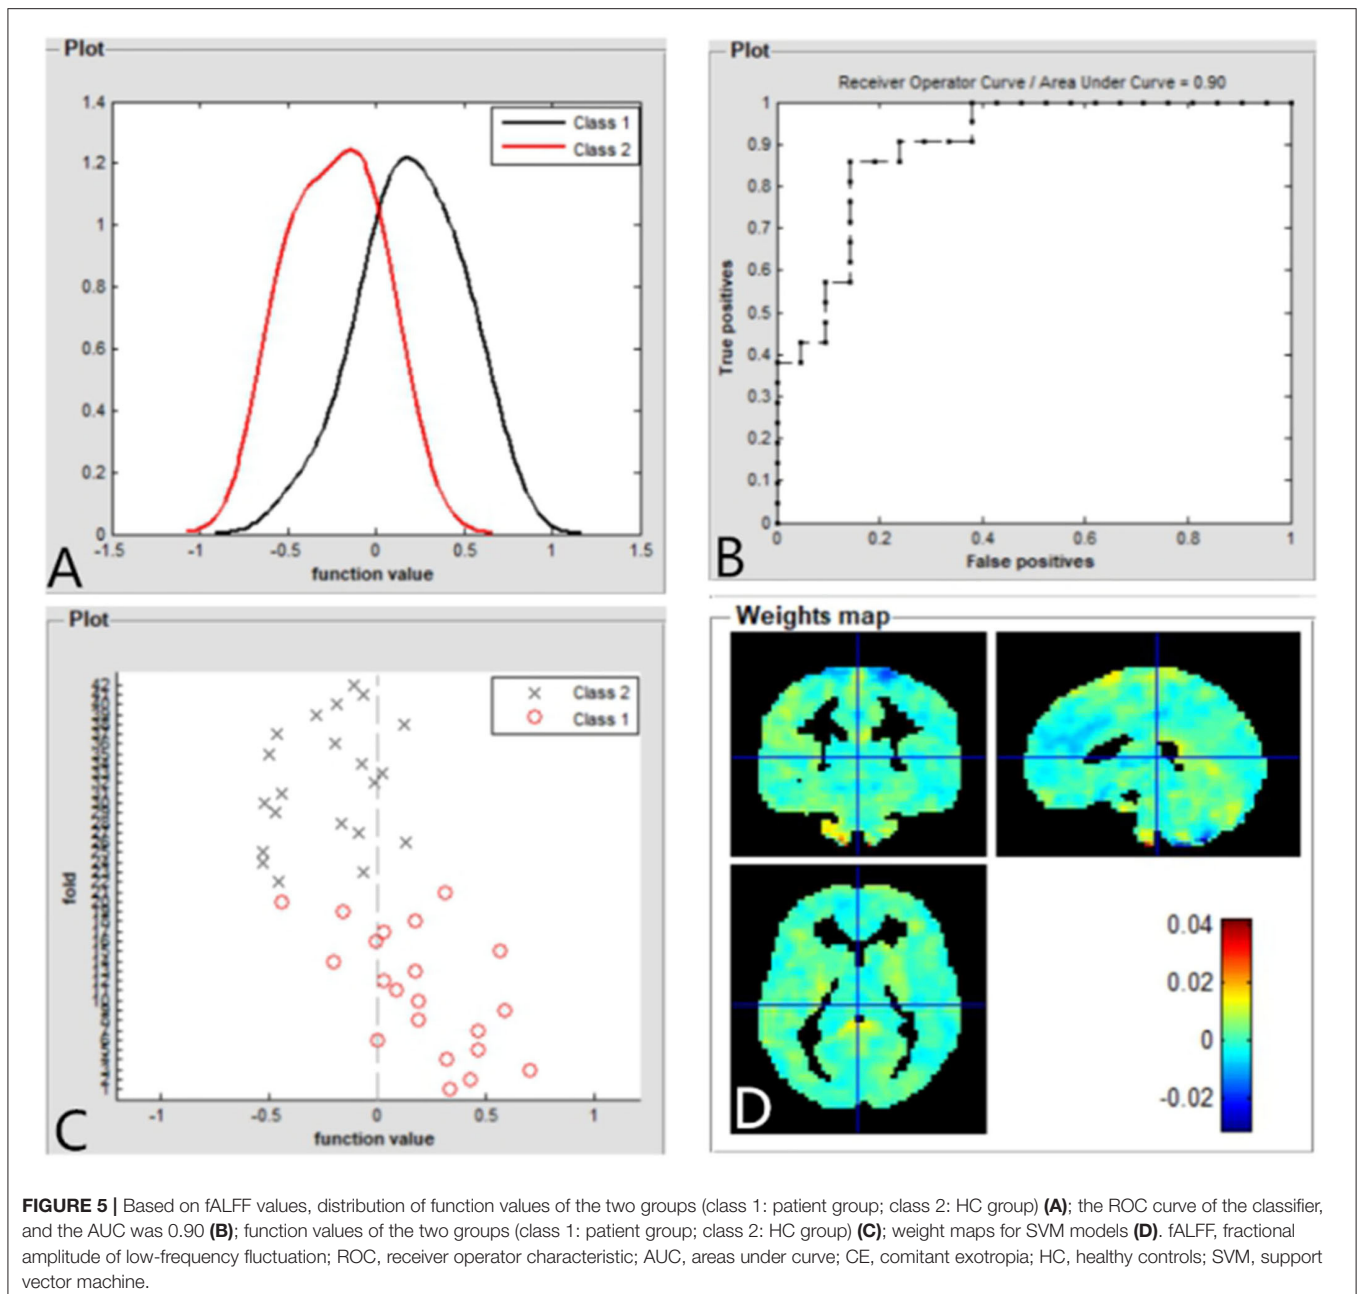 Plot
1.4
1.2
1
0.8
0.6
0.4
0.2
0
-1.5
-1
-0.5
0
0.5
1
1.5
function value
Class 1
Class 2
A
Plot
Receiver Operator Curve / Area Under Curve = 0.90
1
0.9
0.8
0.7
0.6
0.5
0.4
0.3
0.2
0.1
0
True positives
0
0.2
0.4
0.6
0.8
1
False positives
B
Plot
Class 2
Class 1
42
fold
-1
-0.5
0
0.5
1
function value
C
Weights map
0.04
0.02
0
-0.02
D
FIGURE 5 | Based on fALFF values, distribution of function values of the two groups (class 1: patient group; class 2: HC group) (A); the ROC curve of the classifier,
and the AUC was 0.90 (B); function values of the two groups (class 1: patient group; class 2: HC group) (C); weight maps for SVM models (D). fALFF, fractional
amplitude of low-frequency fluctuation; ROC, receiver operator characteristic; AUC, areas under curve; CE, comitant exotropia; HC, healthy controls; SVM, support
vector machine.